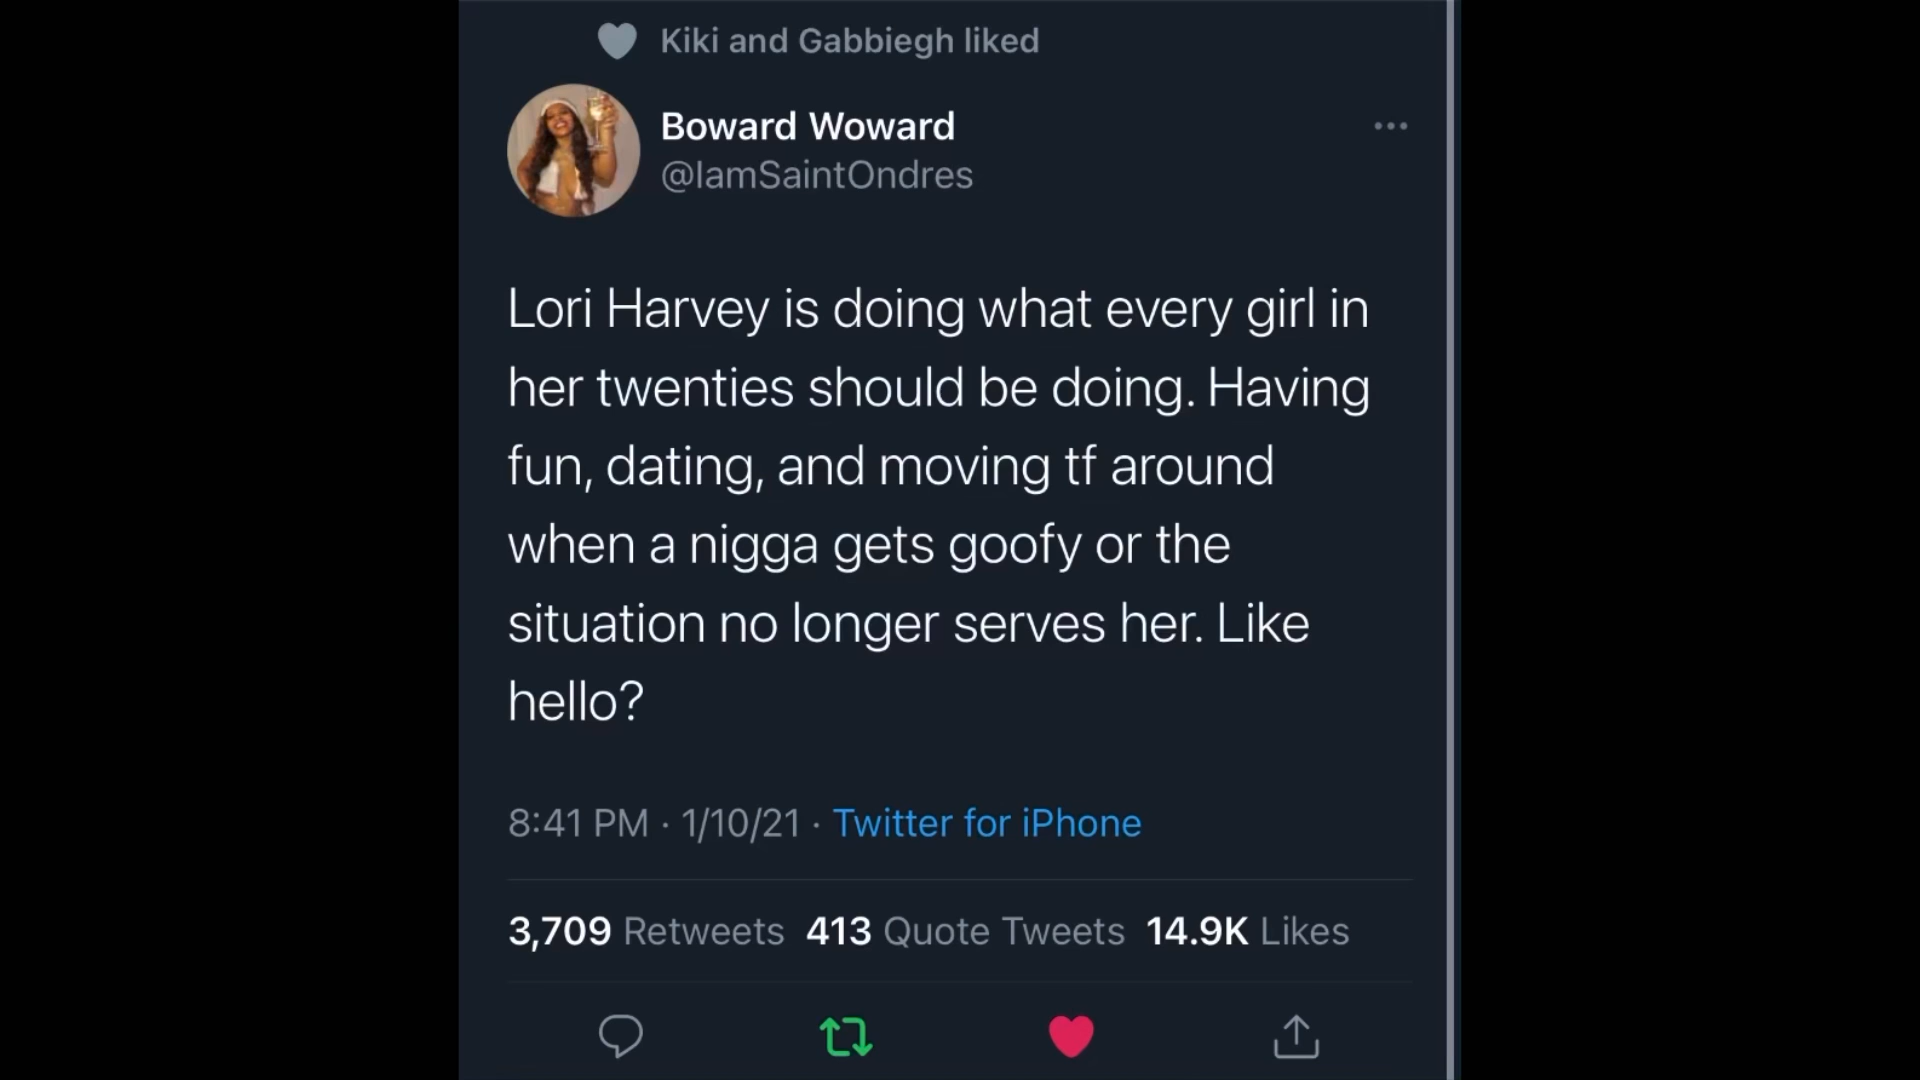 Kiki and Gabbiegh liked
Boward Woward
@IamSaintOndres
Lori Harvey is doing what every girl in
her twenties should be doing. Having
fun, dating, and moving tf around
when a nigga gets goofy or the
situation no longer serves her. Like
hello?
8:41 PM · 1/10/21 · Twitter for iPhone
3,709 Retweets 413 Quote Tweets 14.9K Likes